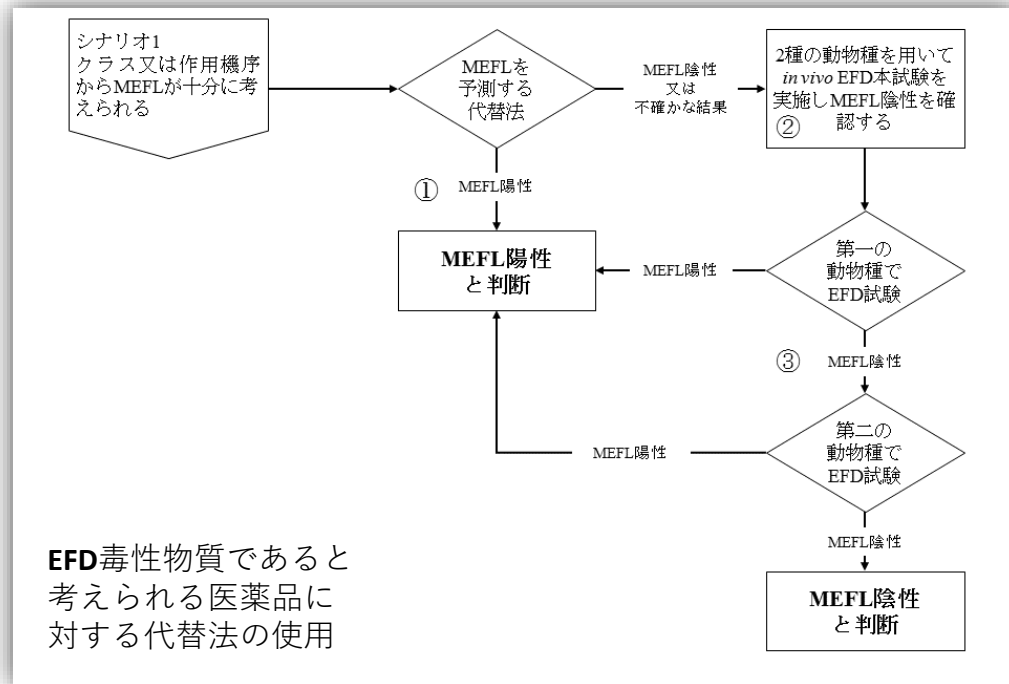 シナリオ1
クラス又は作用機序
からMEFLが十分に考
えられる
MEFLを
予測する
代替法
MEFL陰性
又は
不確かな結果
2種の動物種を用いて
in vivo EFD本試験を
実施しMEFL陰性を確
認する
②
① MEFL陽性
MEFL陽性
と判断
MEFL陽性
第一の
動物種で
EFD試験
③ MEFL陰性
MEFL陽性
第二の
動物種で
EFD試験
MEFL陰性
MEFL陰性
と判断
EFD毒性物質であると
考えられる医薬品に
対する代替法の使用